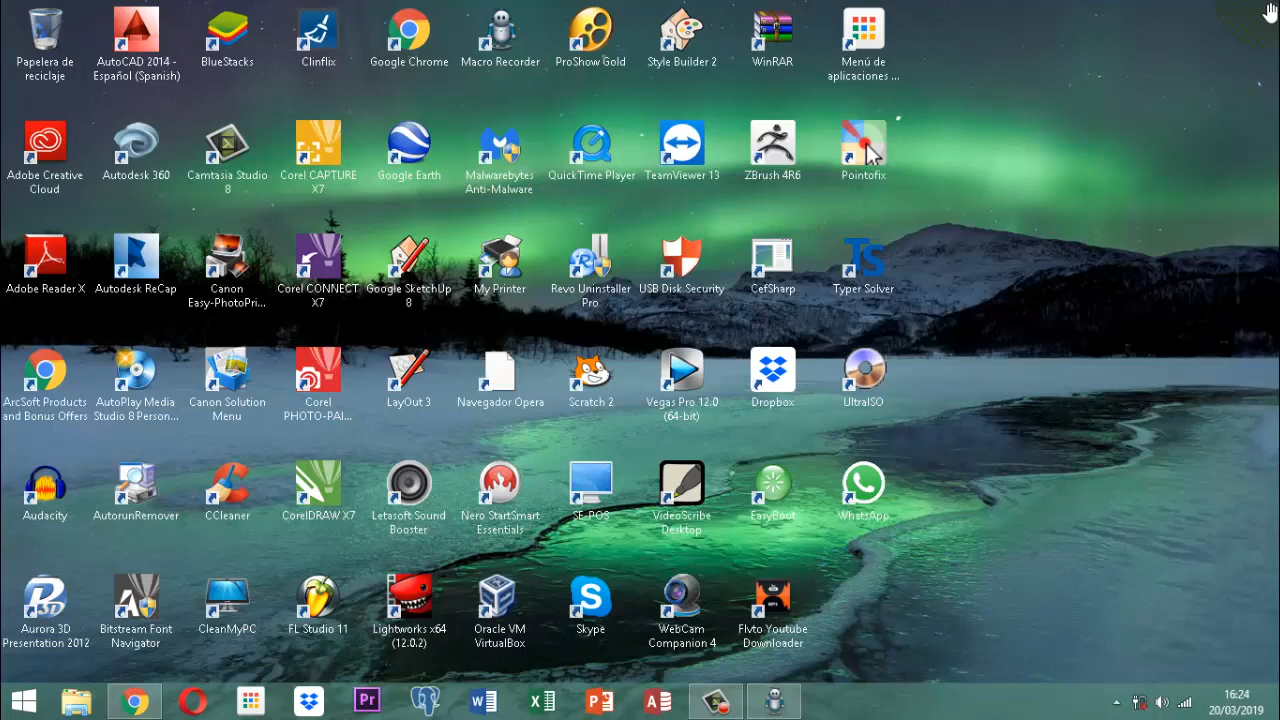 Papelera de
reciclaje
AutoCAD 2014 -
Español (Spanish)
BlueStacks
Clinflix
Google Chrome
Macro Recorder
ProShow Gold
Style Builder 2
WinRAR
Menú de
aplicaciones ...
Adobe Creative
Cloud
Autodesk 360
Camtasia Studio
8
Corel CAPTURE
X7
Google Earth
Malwarebytes
Anti-Malware
QuickTime Player
TeamViewer 13
ZBrush 4R6
Pointofix
Adobe Reader X
Autodesk ReCap
Canon
Easy-PhotoPri...
Corel CONNECT
X7
Google SketchUp
8
My Printer
Revo Uninstaller
Pro
USB Disk Security
CefSharp
Ts
Typer Solver
ArcSoft Products
and Bonus Offers
AutoPlay Media
Studio 8 Person...
Canon Solution
Menu
Corel
PHOTO-PAI...
LayOut 3
Navegador Opera
Scratch 2
Vegas Pro 12.0
(64-bit)
Dropbox
UltraISO
Audacity
AutorunRemover
CCleaner
CorelDRAW X7
Letasoft Sound
Booster
Nero StartSmart
Essentials
SE-POS
VideoScribe
Desktop
EasyBoot
WhatsApp
Aurora 3D
Presentation 2012
Bitstream Font
Navigator
CleanMyPC
FL Studio 11
Lightworks x64
(12.0.2)
Oracle VM
VirtualBox
Skype
WebCam
Companion 4
Flvto Youtube
Downloader
Pr
16:24
20/03/2019